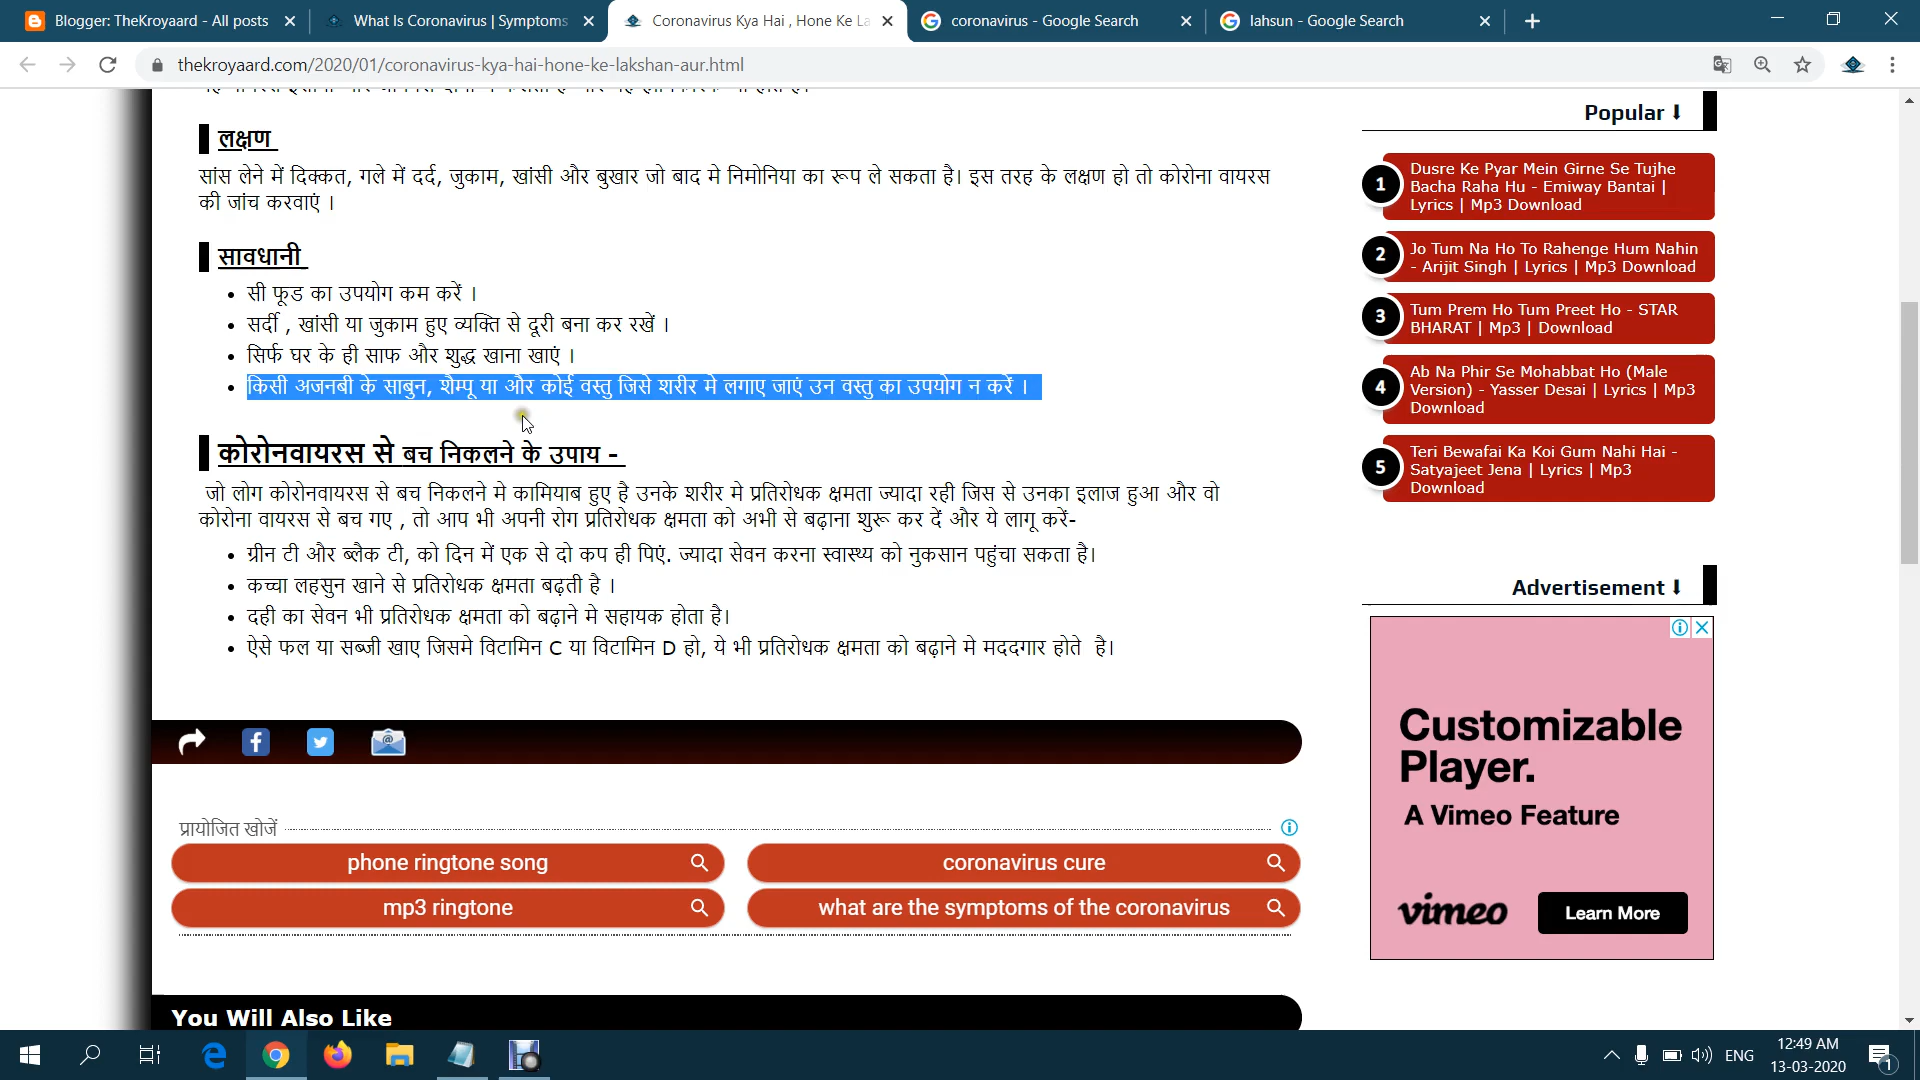 Blogger: TheKroyaard - All posts
What Is Coronavirus | Symptoms
Coronavirus Kya Hai , Hone Ke La
coronavirus - Google Search
lahsun - Google Search
thekroyaard.com/2020/01/coronavirus-kya-hai-hone-ke-lakshan-aur.html
लक्षण
सांस लेने में दिक्कत, गले में दर्द, जुकाम, खांसी और बुखार जो बाद मे निमोनिया का रूप ले सकता है। इस तरह के लक्षण हो तो कोरोना वायरस
की जांच करवाएं ।
सावधानी
सी फूड का उपयोग कम करें ।
सर्दी , खांसी या जुकाम हुए व्यक्ति से दूरी बना कर रखें ।
सिर्फ घर के ही साफ और शुद्ध खाना खाएं ।
किसी अजनबी के साबुन, शैम्पू या और कोई वस्तु जिसे शरीर मे लगाए जाएं उन वस्तु का उपयोग न करें ।
कोरोनवायरस से बच निकलने के उपाय -
जो लोग कोरोनवायरस से बच निकलने मे कामियाब हुए है उनके शरीर मे प्रतिरोधक क्षमता ज्यादा रही जिस से उनका इलाज हुआ और वो
कोरोना वायरस से बच गए , तो आप भी अपनी रोग प्रतिरोधक क्षमता को अभी से बढ़ाना शुरू कर दें और ये लागू करें-
ग्रीन टी और ब्लैक टी, को दिन में एक से दो कप ही पिएं. ज्यादा सेवन करना स्वास्थ्य को नुकसान पहुंचा सकता है।
कच्चा लहसुन खाने से प्रतिरोधक क्षमता बढ़ती है ।
दही का सेवन भी प्रतिरोधक क्षमता को बढ़ाने मे सहायक होता है।
ऐसे फल या सब्जी खाए जिसमे विटामिन C या विटामिन D हो, ये भी प्रतिरोधक क्षमता को बढ़ाने मे मददगार होते है।
प्रायोजित खोजें
phone ringtone song
coronavirus cure
mp3 ringtone
what are the symptoms of the coronavirus
You Will Also Like
Popular ⬇
1
Dusre Ke Pyar Mein Girne Se Tujhe
Bacha Raha Hu - Emiway Bantai |
Lyrics | Mp3 Download
2
Jo Tum Na Ho To Rahenge Hum Nahin
- Arijit Singh | Lyrics | Mp3 Download
3
Tum Prem Ho Tum Preet Ho - STAR
BHARAT | Mp3 | Download
4
Ab Na Phir Se Mohabbat Ho (Male
Version) - Yasser Desai | Lyrics | Mp3
Download
5
Teri Bewafai Ka Koi Gum Nahi Hai -
Satyajeet Jena | Lyrics | Mp3
Download
Advertisement ⬇
Customizable
Player.
A Vimeo Feature
vimeo
Learn More
ENG
12:49 AM
13-03-2020
1